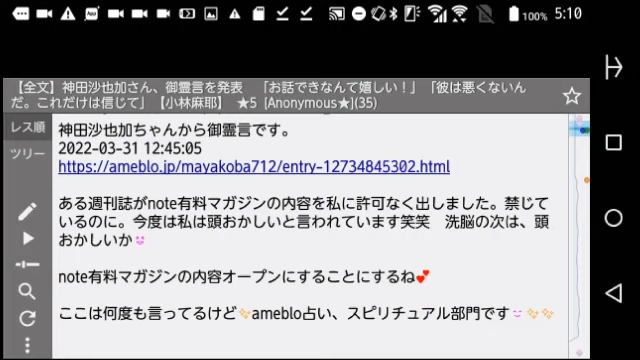 100% 5:10
【全文】神田沙也加さん、御霊言を発表 「お話できなんて嬉しい！」「彼は悪くないん
だ。これだけは信じて」【小林麻耶】 ★5 [Anonymous★](35)
レス順
ツリー
神田沙也加ちゃんから御霊言です。
2022-03-31 12:45:05
https://ameblo.jp/mayakoba712/entry-12734845302.html
ある週刊誌がnote有料マガジンの内容を私に許可なく出しました。禁じて
いるのに。今度は私は頭おかしいと言われています笑笑 洗脳の次は、頭
おかしいか
note有料マガジンの内容オープンにすることにするね💕
ここは何度も言ってるけど✨ameblo占い、スピリチュアル部門です✨✨